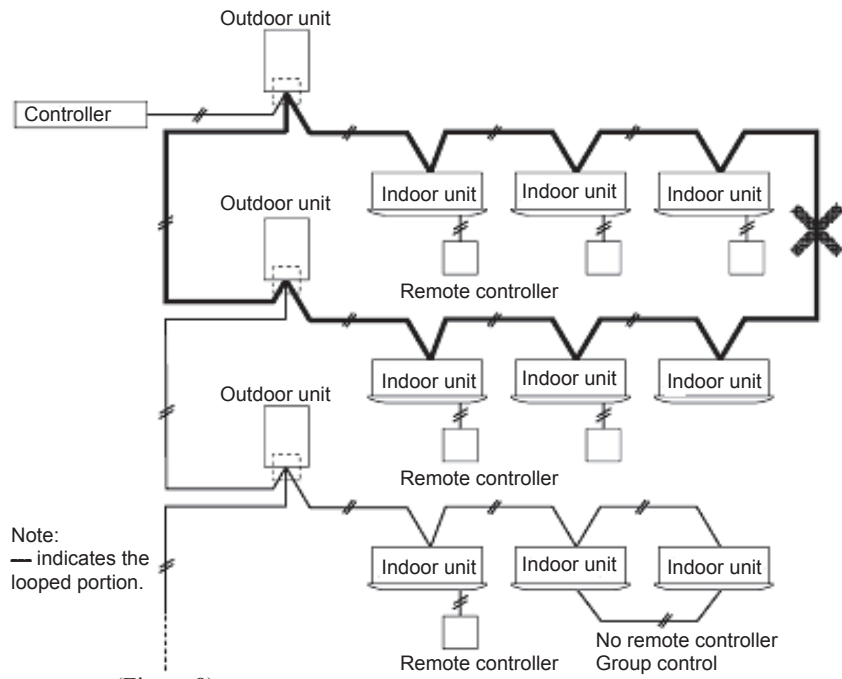 Outdoor unit
Controller
Indoor unit
Indoor unit
Indoor unit
Outdoor unit
Remote controller
Indoor unit
Indoor unit
Indoor unit
Outdoor unit
Remote controller
Note:
— indicates the
looped portion.
Indoor unit
Indoor unit
Indoor unit
Remote controller
No remote controller
Group control